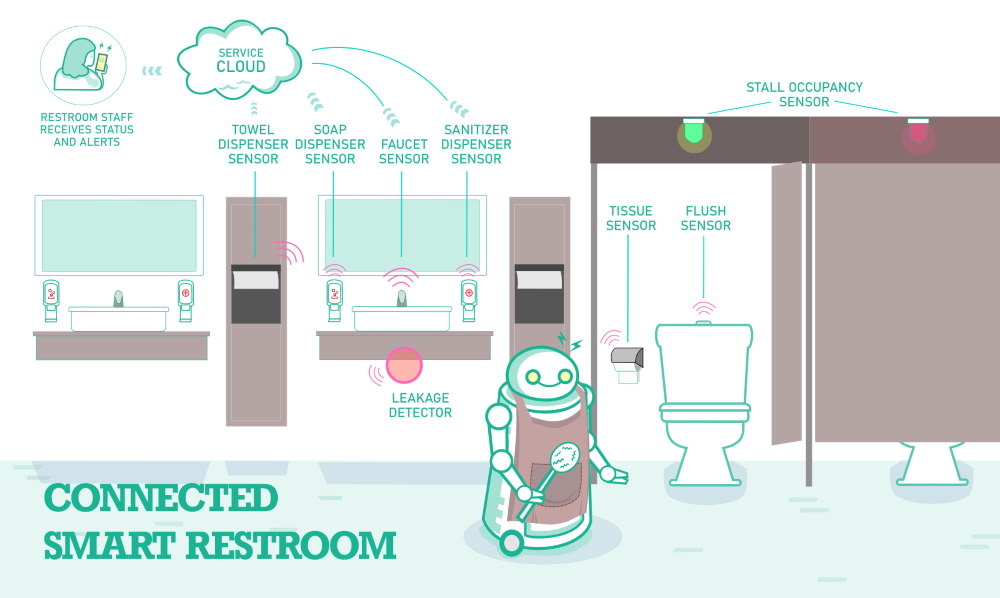 SERVICE
CLOUD
RESTROOM STAFF
RECEIVES STATUS
AND ALERTS
TOWEL
DISPENSER
SENSOR
SOAP
DISPENSER
SENSOR
FAUCET
SENSOR
SANITIZER
DISPENSER
SENSOR
STALL OCCUPANCY
SENSOR
TISSUE
SENSOR
FLUSH
SENSOR
LEAKAGE
DETECTOR
CONNECTED
SMART RESTROOM